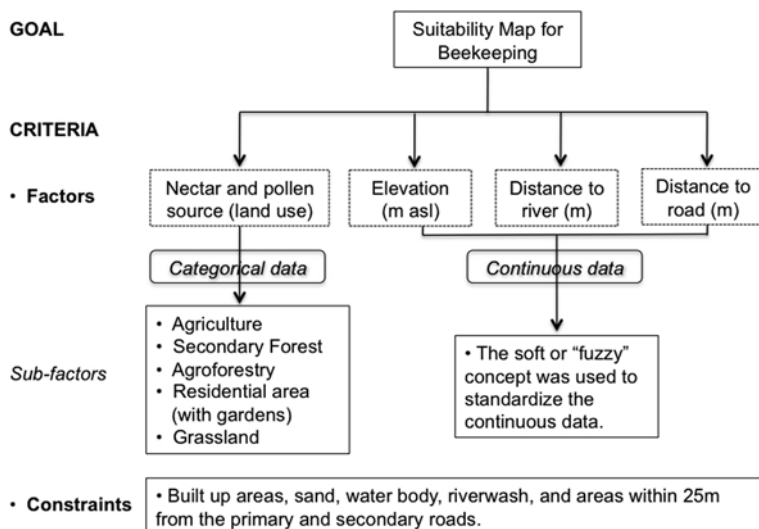 GOAL
Suitability Map for
Beekeeping
CRITERIA
• Factors
Nectar and pollen
source (land use)
Elevation
(m asl)
Distance to
river (m)
Distance to
road (m)
Categorical data
Continuous data
Sub-factors
• Agriculture
• Secondary Forest
• Agroforestry
• Residential area
(with gardens)
• Grassland
• The soft or “fuzzy”
concept was used to
standardize the
continuous data.
• Constraints
• Built up areas, sand, water body, riverwash, and areas within 25m
from the primary and secondary roads.